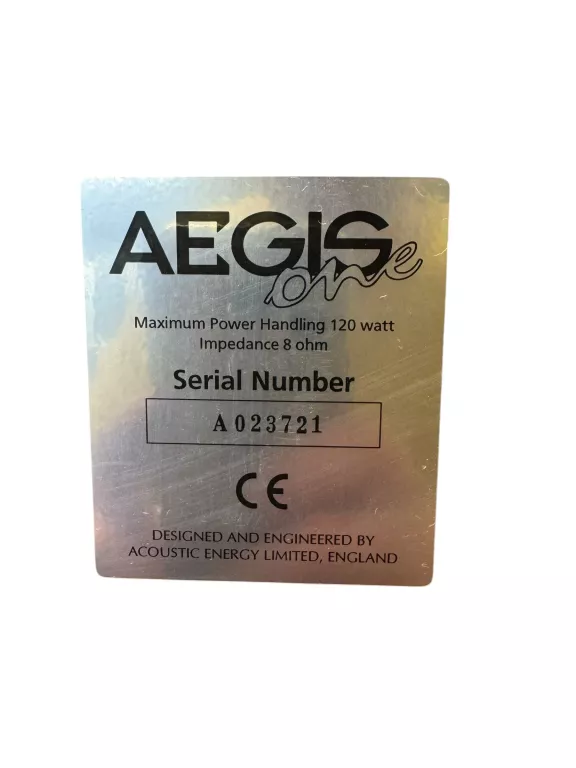 AEGIS one
Maximum Power Handling 120 watt
Impedance 8 ohm
Serial Number
A 023721
CE
DESIGNED AND ENGINEERED BY
ACOUSTIC ENERGY LIMITED, ENGLAND